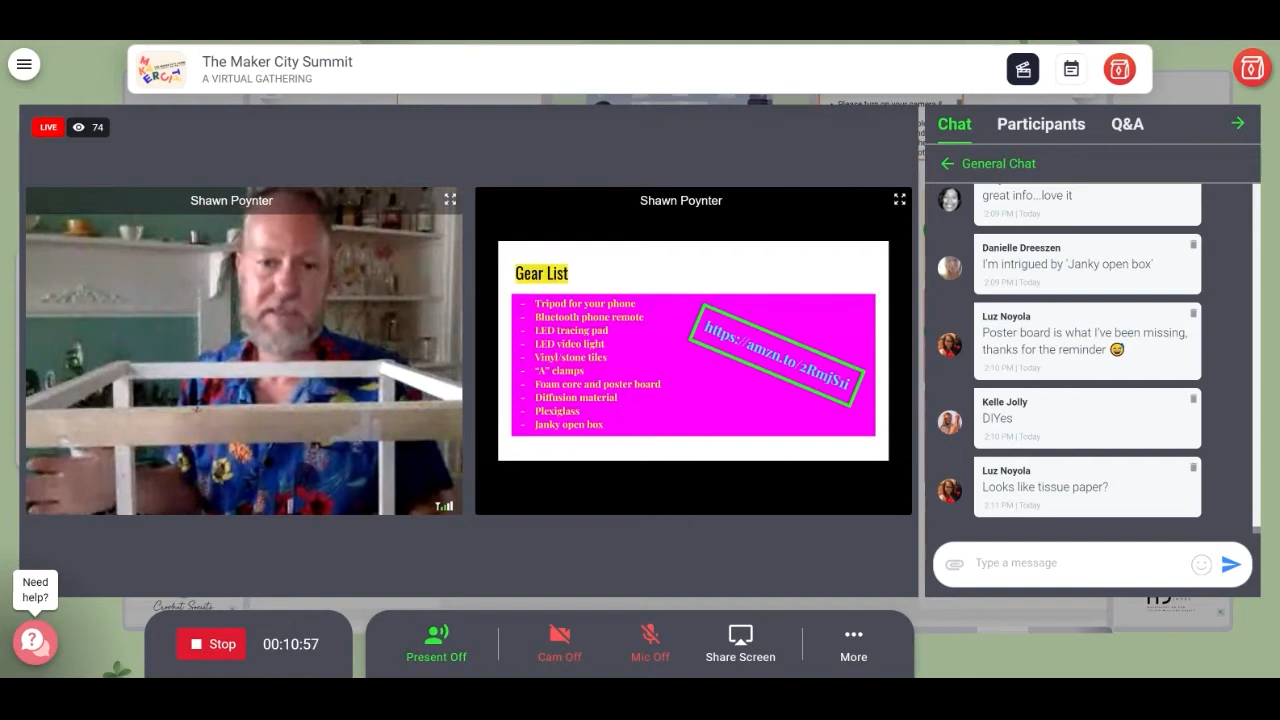 The Maker City Summit
A VIRTUAL GATHERING
LIVE
74
Shawn Poynter
Shawn Poynter
Gear List
- Tripod for your phone
- Bluetooth phone remote
- LED tracing pad
- LED video light
- Vinyl/stone tiles
- “A” clamps
- Foam core and poster board
- Diffusion material
- Plexiglass
- Janky open box
https://amzn.to/2RmjS1i
Chat
Participants
Q&A
General Chat
great info...love it
2:09 PM | Today
Danielle Dreeszen
I'm intrigued by 'Janky open box'
2:09 PM | Today
Luz Noyola
Poster board is what I've been missing,
thanks for the reminder 😅
2:10 PM | Today
Kelle Jolly
DIYes
2:10 PM | Today
Luz Noyola
Looks like tissue paper?
2:11 PM | Today
Type a message
Need
help?
Crochet Society
Stop
00:10:57
Present Off
Cam Off
Mic Off
Share Screen
More